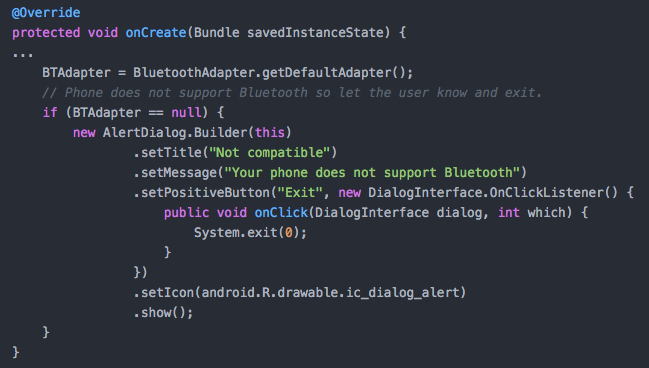 @Override
protected void onCreate(Bundle savedInstanceState) {
...
    BTAdapter = BluetoothAdapter.getDefaultAdapter();
    // Phone does not support Bluetooth so let the user know and exit.
    if (BTAdapter == null) {
        new AlertDialog.Builder(this)
                .setTitle("Not compatible")
                .setMessage("Your phone does not support Bluetooth")
                .setPositiveButton("Exit", new DialogInterface.OnClickListener() {
                    public void onClick(DialogInterface dialog, int which) {
                        System.exit(0);
                    }
                })
                .setIcon(android.R.drawable.ic_dialog_alert)
                .show();
    }
}